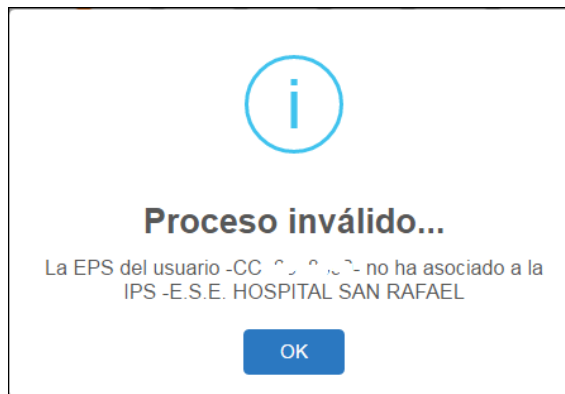 i
Proceso inválido...
La EPS del usuario -CC no ha asociado a la
IPS -E.S.E. HOSPITAL SAN RAFAEL
OK